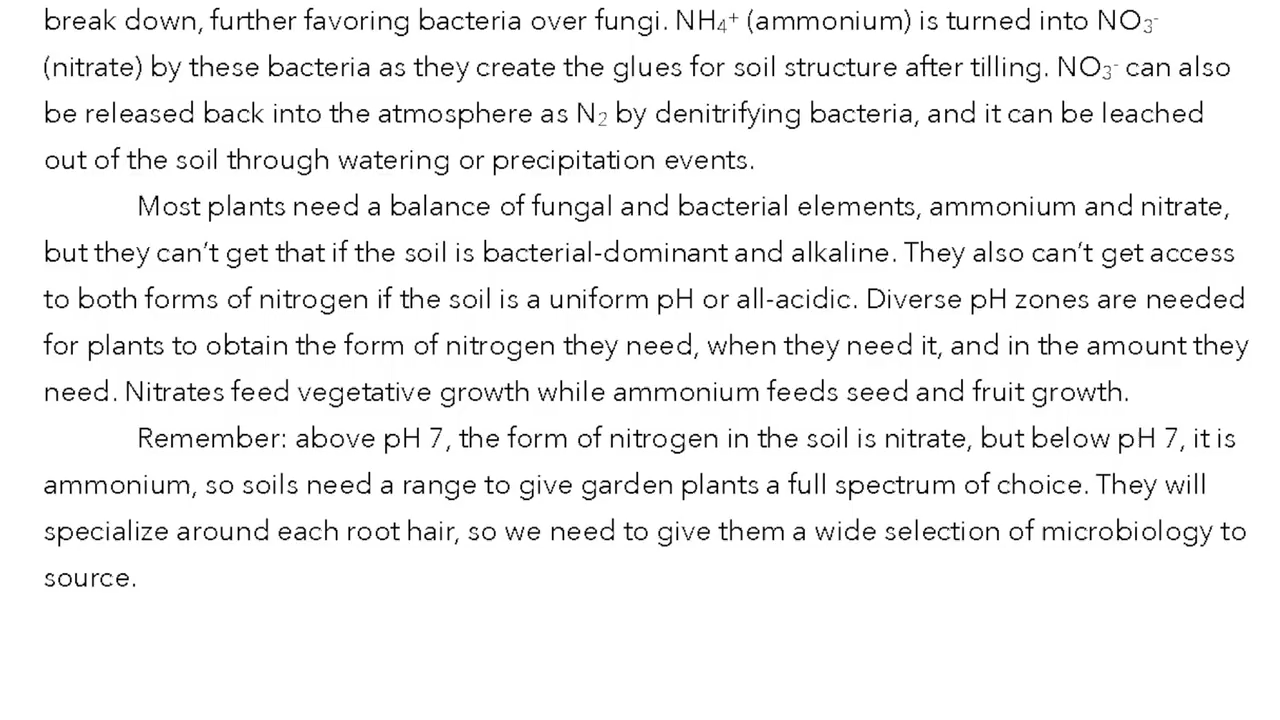 break down, further favoring bacteria over fungi. NH₄⁺ (ammonium) is turned into NO₃⁻
(nitrate) by these bacteria as they create the glues for soil structure after tilling. NO₃⁻ can also
be released back into the atmosphere as N₂ by denitrifying bacteria, and it can be leached
out of the soil through watering or precipitation events.
Most plants need a balance of fungal and bacterial elements, ammonium and nitrate,
but they can’t get that if the soil is bacterial-dominant and alkaline. They also can’t get access
to both forms of nitrogen if the soil is a uniform pH or all-acidic. Diverse pH zones are needed
for plants to obtain the form of nitrogen they need, when they need it, and in the amount they
need. Nitrates feed vegetative growth while ammonium feeds seed and fruit growth.
Remember: above pH 7, the form of nitrogen in the soil is nitrate, but below pH 7, it is
ammonium, so soils need a range to give garden plants a full spectrum of choice. They will
specialize around each root hair, so we need to give them a wide selection of microbiology to
source.